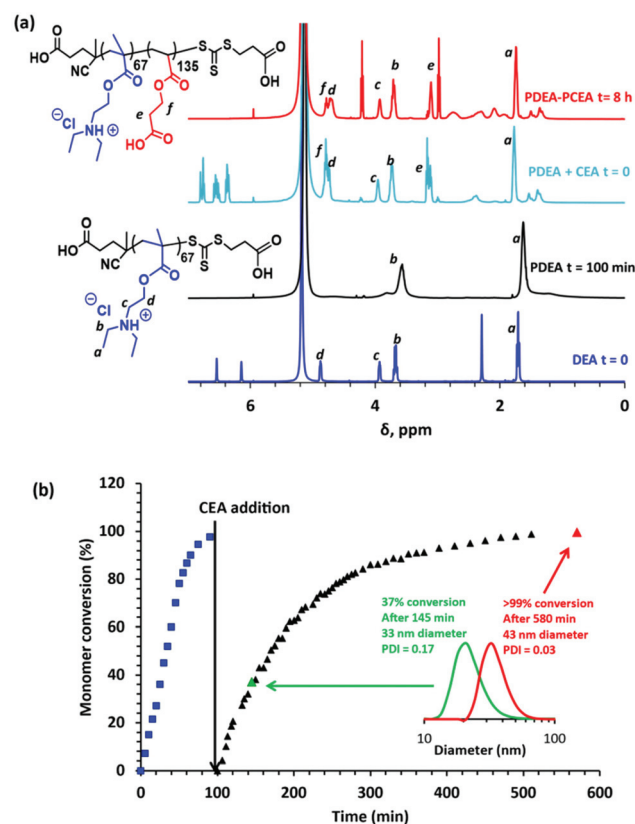 (a)
HO
O
CN
67
O
O
135
O
O
S
S
S
O
OH
⊖
Cl
NH
⊕
e
f
HO
O
f
d
c
b
e
a
PDEA-PCEA t= 8 h
f
d
c
b
e
a
PDEA + CEA t=0
HO
O
CN
67
S
S
S
O
OH
O
O
⊖
Cl
c
d
b
NH
⊕
a
b
a
PDEA t = 100 min
d
c
b
a
DEA t = 0
6
4
2
0
δ, ppm
(b)
CEA addition
Monomer conversion (%)
120
100
80
60
40
20
0
37% conversion
After 145 min
33 nm diameter
PDI = 0.17
>99% conversion
After 580 min
43 nm diameter
PDI = 0.03
10
100
Diameter (nm)
0
100
200
300
400
500
600
Time (min)